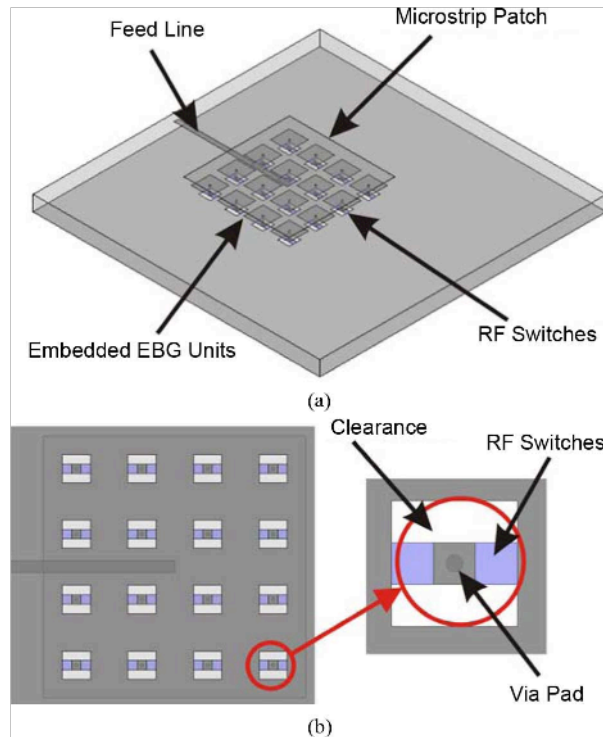 Feed Line
Microstrip Patch
Embedded EBG Units
RF Switches
(a)
Clearance
RF Switches
Via Pad
(b)